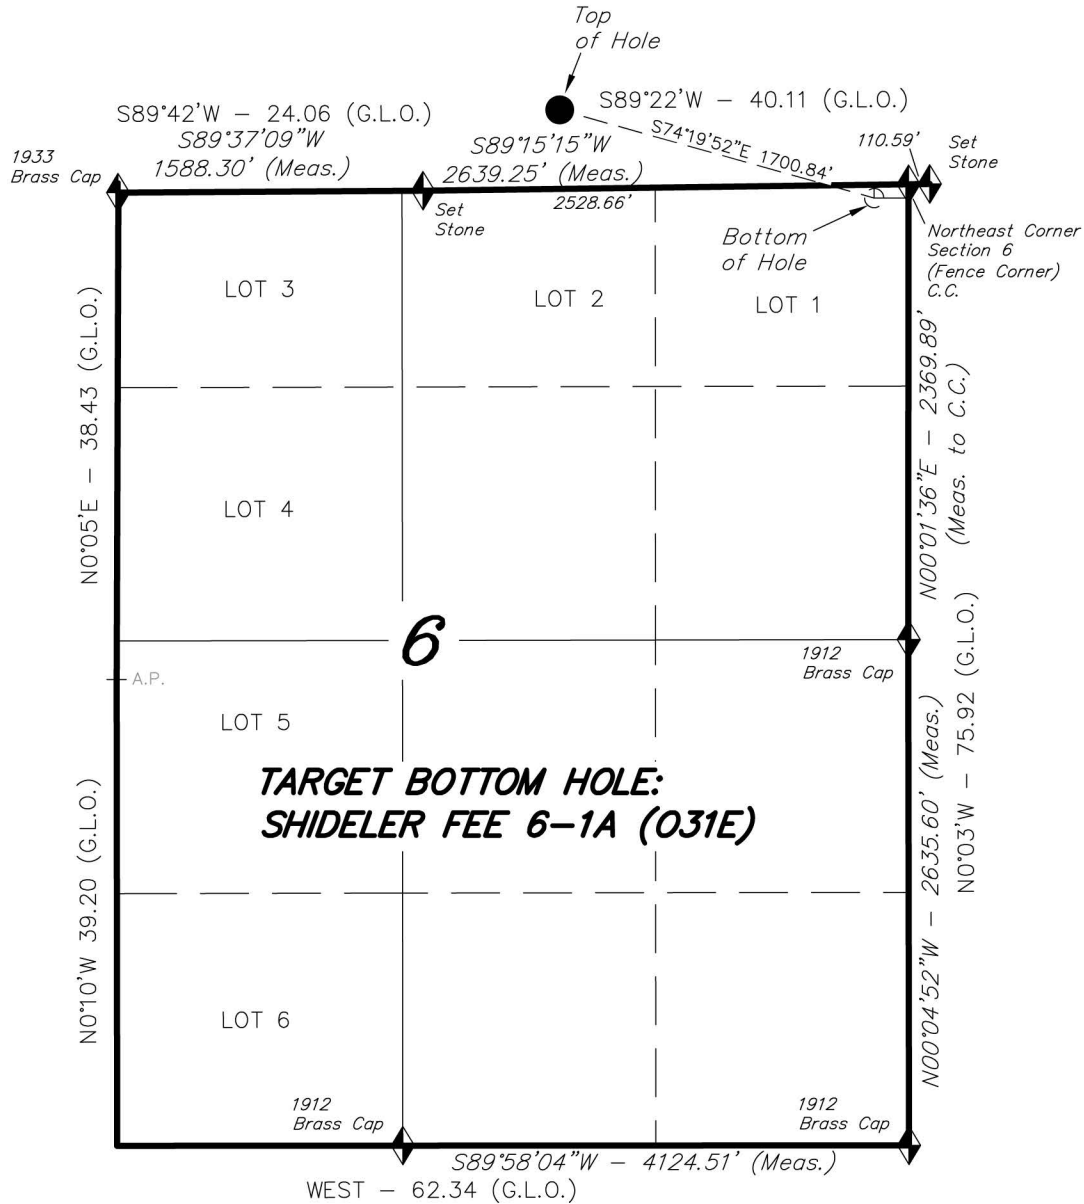 Top
of Hole
S89°42'W – 24.06 (G.L.O.)
S89°22'W – 40.11 (G.L.O.)
S89°37'09"W
1588.30' (Meas.)
S89°15'15"W
2639.25' (Meas.)
2528.66'
S74°19'52"E 1700.84'
110.59'
Set
Stone
1933
Brass Cap
Set
Stone
Bottom
of Hole
Northeast Corner
Section 6
(Fence Corner)
C.C.
LOT 3
LOT 2
LOT 1
N0°05'E – 38.43 (G.L.O.)
N00°01'36"E – 2369.89'
(Meas. to C.C.)
LOT 4
6
1912
Brass Cap
A.P.
LOT 5
TARGET BOTTOM HOLE:
SHIDELER FEE 6–1A (O31E)
N0°10'W 39.20 (G.L.O.)
N00°04'52"W – 2635.60' (Meas.)
N0°03'W – 75.92 (G.L.O.)
LOT 6
1912
Brass Cap
1912
Brass Cap
S89°58'04"W – 4124.51' (Meas.)
WEST – 62.34 (G.L.O.)